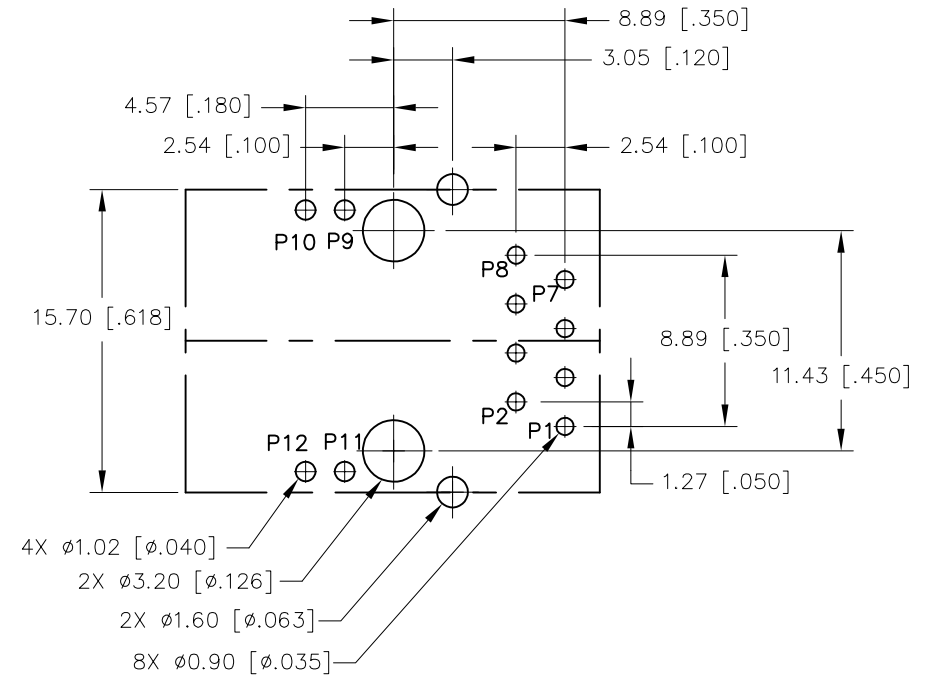 8.89 [.350]
3.05 [.120]
4.57 [.180]
2.54 [.100]
2.54 [.100]
P10 P9
P8
P7
15.70 [.618]
8.89 [.350]
11.43 [.450]
P2
P1
P12 P11
1.27 [.050]
4X ø1.02 [ø.040]
2X ø3.20 [ø.126]
2X ø1.60 [ø.063]
8X ø0.90 [ø.035]